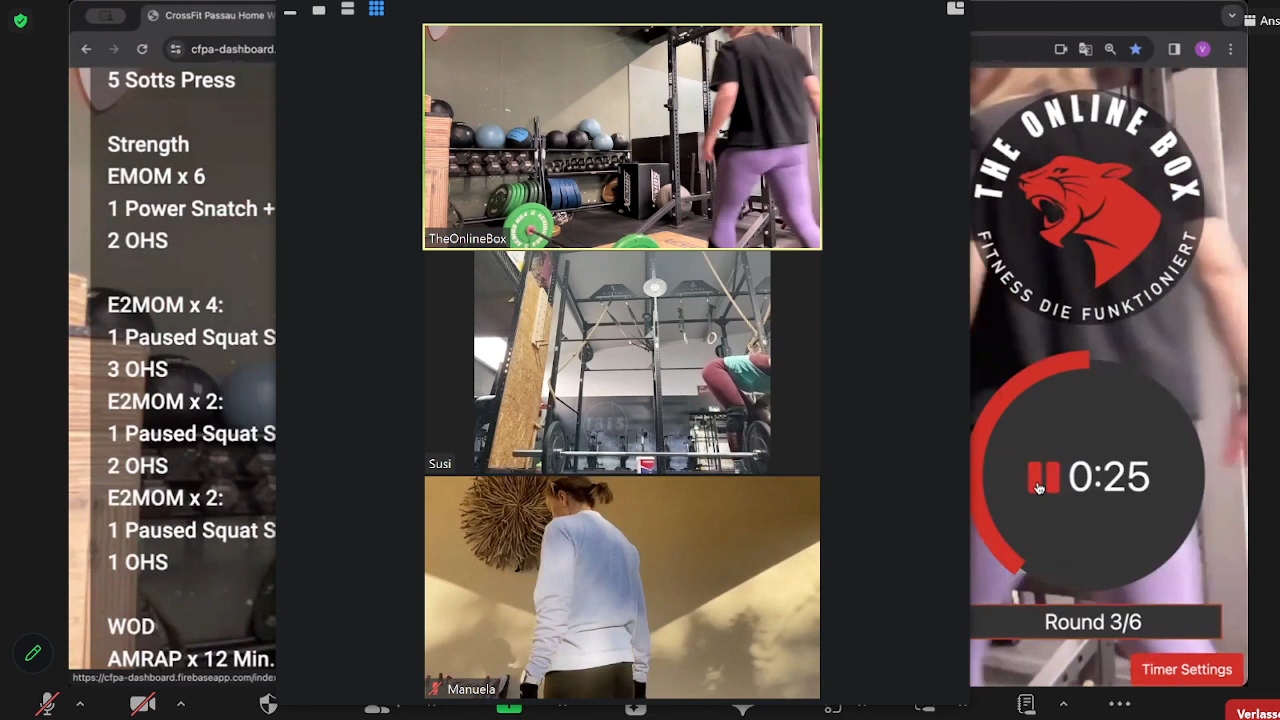 CrossFit Passau Home W
Ans
cfpa-dashboard.
V
5 Sotts Press
Strength
EMOM x 6
1 Power Snatch +
2 OHS
E2MOM x 4:
1 Paused Squat S
3 OHS
E2MOM x 2:
1 Paused Squat S
2 OHS
E2MOM x 2:
1 Paused Squat S
1 OHS
WOD
AMRAP x 12 Min.
https://cfpa-dashboard.firebaseapp.com/index
TheOnlineBox
Susi
Manuela
THE ONLINE BOX
FITNESS DIE FUNKTIONIERT
0:25
Round 3/6
Timer Settings
Verlasse